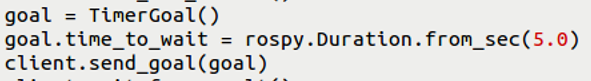 goal = TimerGoal()
goal.time_to_wait = rospy.Duration.from_sec(5.0)
client.send_goal(goal)